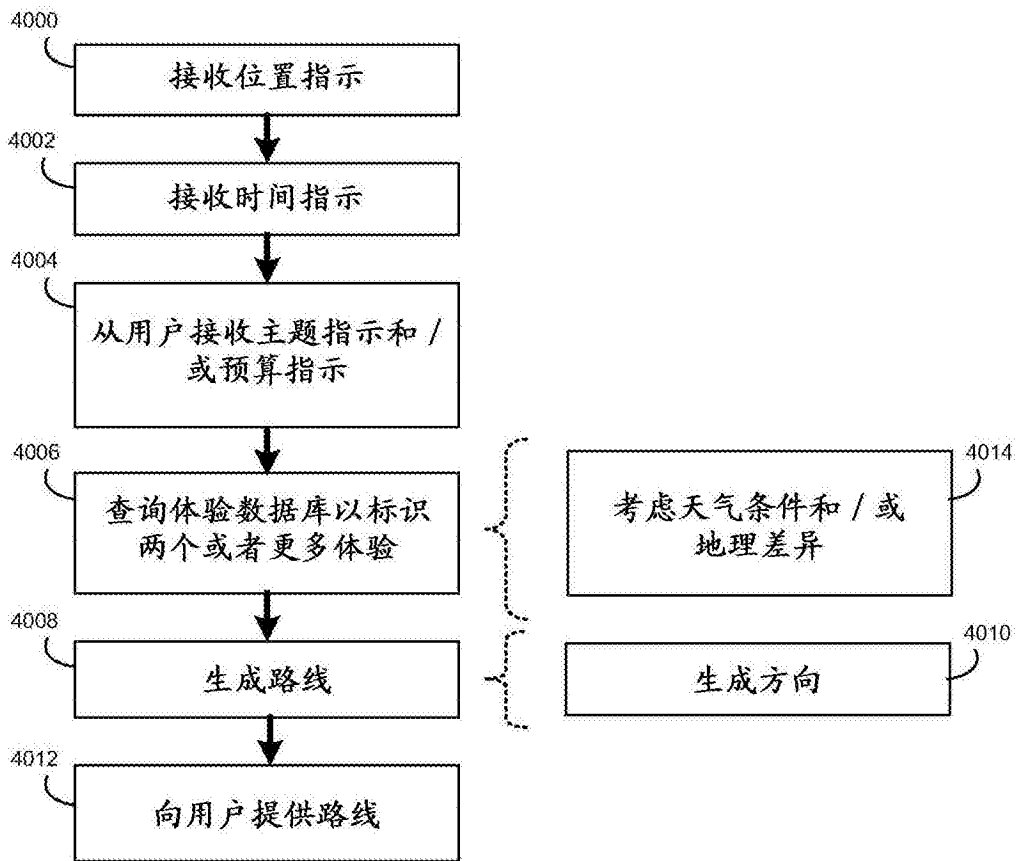 4000
接收位置指示
4002
接收时间指示
4004
从用户接收主题指示和 /
或预算指示
4006
查询体验数据库以标识
两个或者更多体验
4014
考虑天气条件和 / 或
地理差异
4008
生成路线
4010
生成方向
4012
向用户提供路线